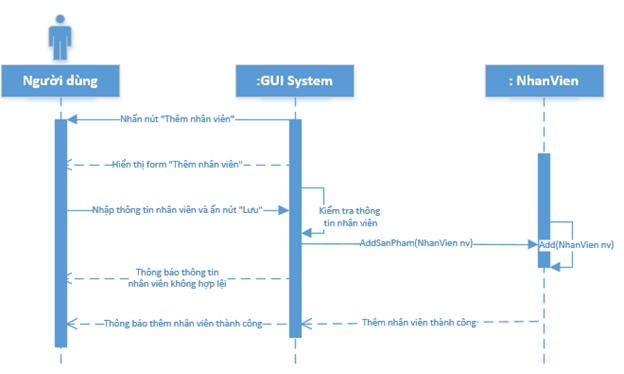 Người dùng
:GUI System
: NhanVien
Nhấn nút "Thêm nhân viên"
Hiển thị form "Thêm nhân viên"
Nhập thông tin nhân viên và ấn nút "Lưu"
Kiểm tra thông
tin nhân viên
AddSanPham(NhanVien nv)
Add(NhanVien nv)
Thông báo thông tin
nhân viên không hợp lệi
Thông báo thêm nhân viên thành công
Thêm nhân viên thành công